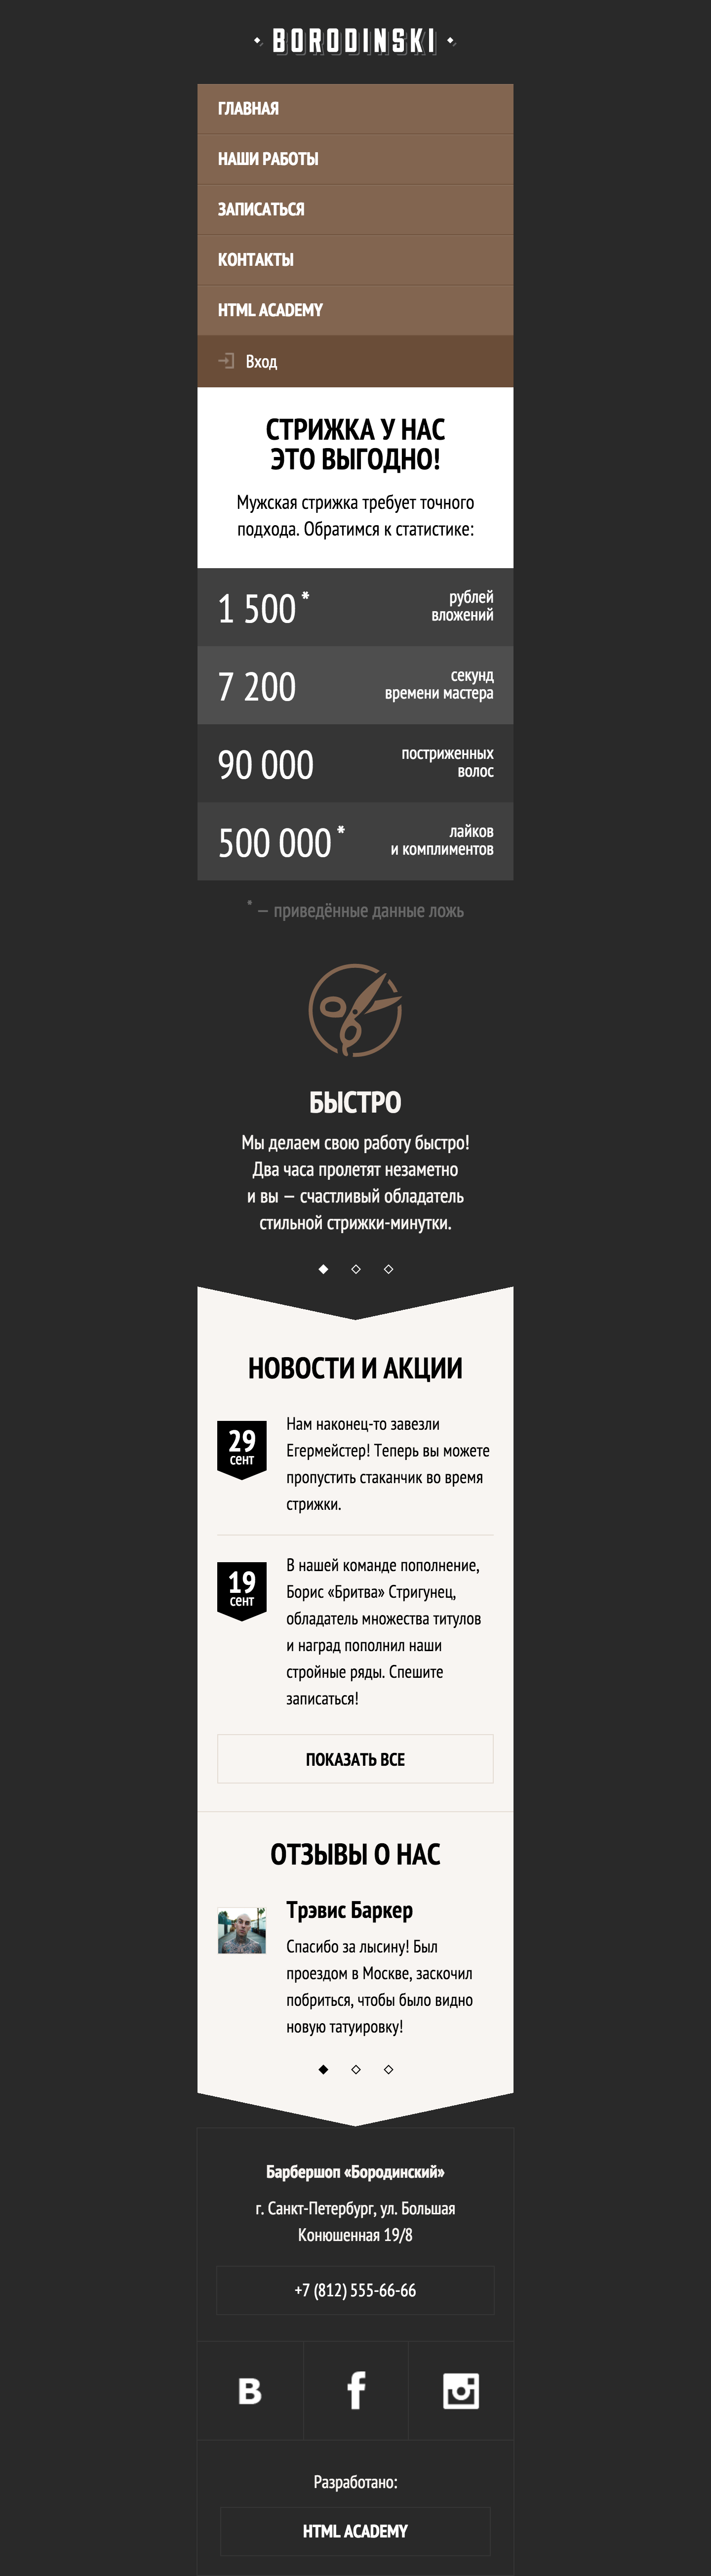 BORODINSKI
ГЛАВНАЯ
НАШИ РАБОТЫ
ЗАПИСАТЬСЯ
КОНТАКТЫ
HTML ACADEMY
Вход
СТРИЖКА У НАС
ЭТО ВЫГОДНО!
Мужская стрижка требует точного
подхода. Обратимся к статистике:
1 500 *
рублей
вложений
7 200
секунд
времени мастера
90 000
постриженных
волос
500 000 *
лайков
и комплиментов
* — приведённые данные ложь
БЫСТРО
Мы делаем свою работу быстро!
Два часа пролетят незаметно
и вы — счастливый обладатель
стильной стрижки-минутки.
НОВОСТИ И АКЦИИ
29
сент
Нам наконец-то завезли
Егермейстер! Теперь вы можете
пропустить стаканчик во время
стрижки.
19
сент
В нашей команде пополнение,
Борис «Бритва» Стригунец,
обладатель множества титулов
и наград пополнил наши
стройные ряды. Спешите
записаться!
ПОКАЗАТЬ ВСЕ
ОТЗЫВЫ О НАС
Трэвис Баркер
Спасибо за лысину! Был
проездом в Москве, заскочил
побриться, чтобы было видно
новую татуировку!
Барбершоп «Бородинский»
г. Санкт-Петербург, ул. Большая
Конюшенная 19/8
+7 (812) 555-66-66
Разработано:
HTML ACADEMY